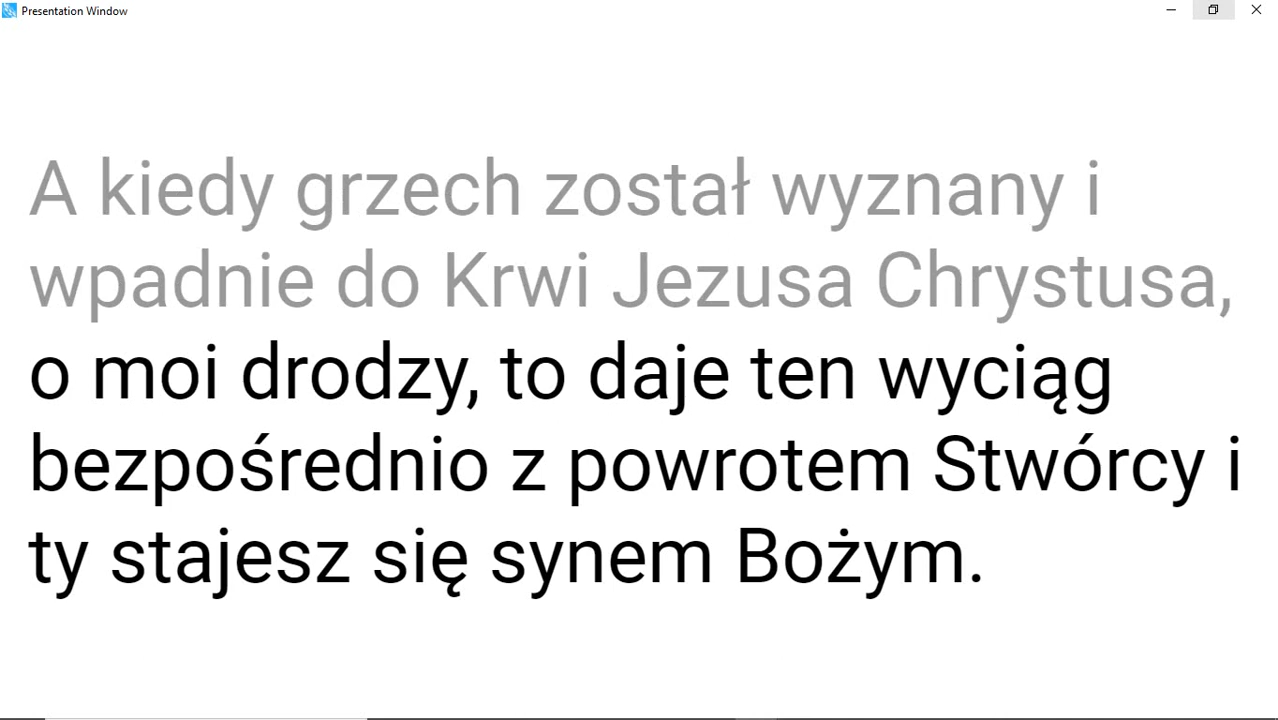 Presentation Window
A kiedy grzech został wyznany i
wpadnie do Krwi Jezusa Chrystusa,
o moi drodzy, to daje ten wyciąg
bezpośrednio z powrotem Stwórcy i
ty stajesz się synem Bożym.